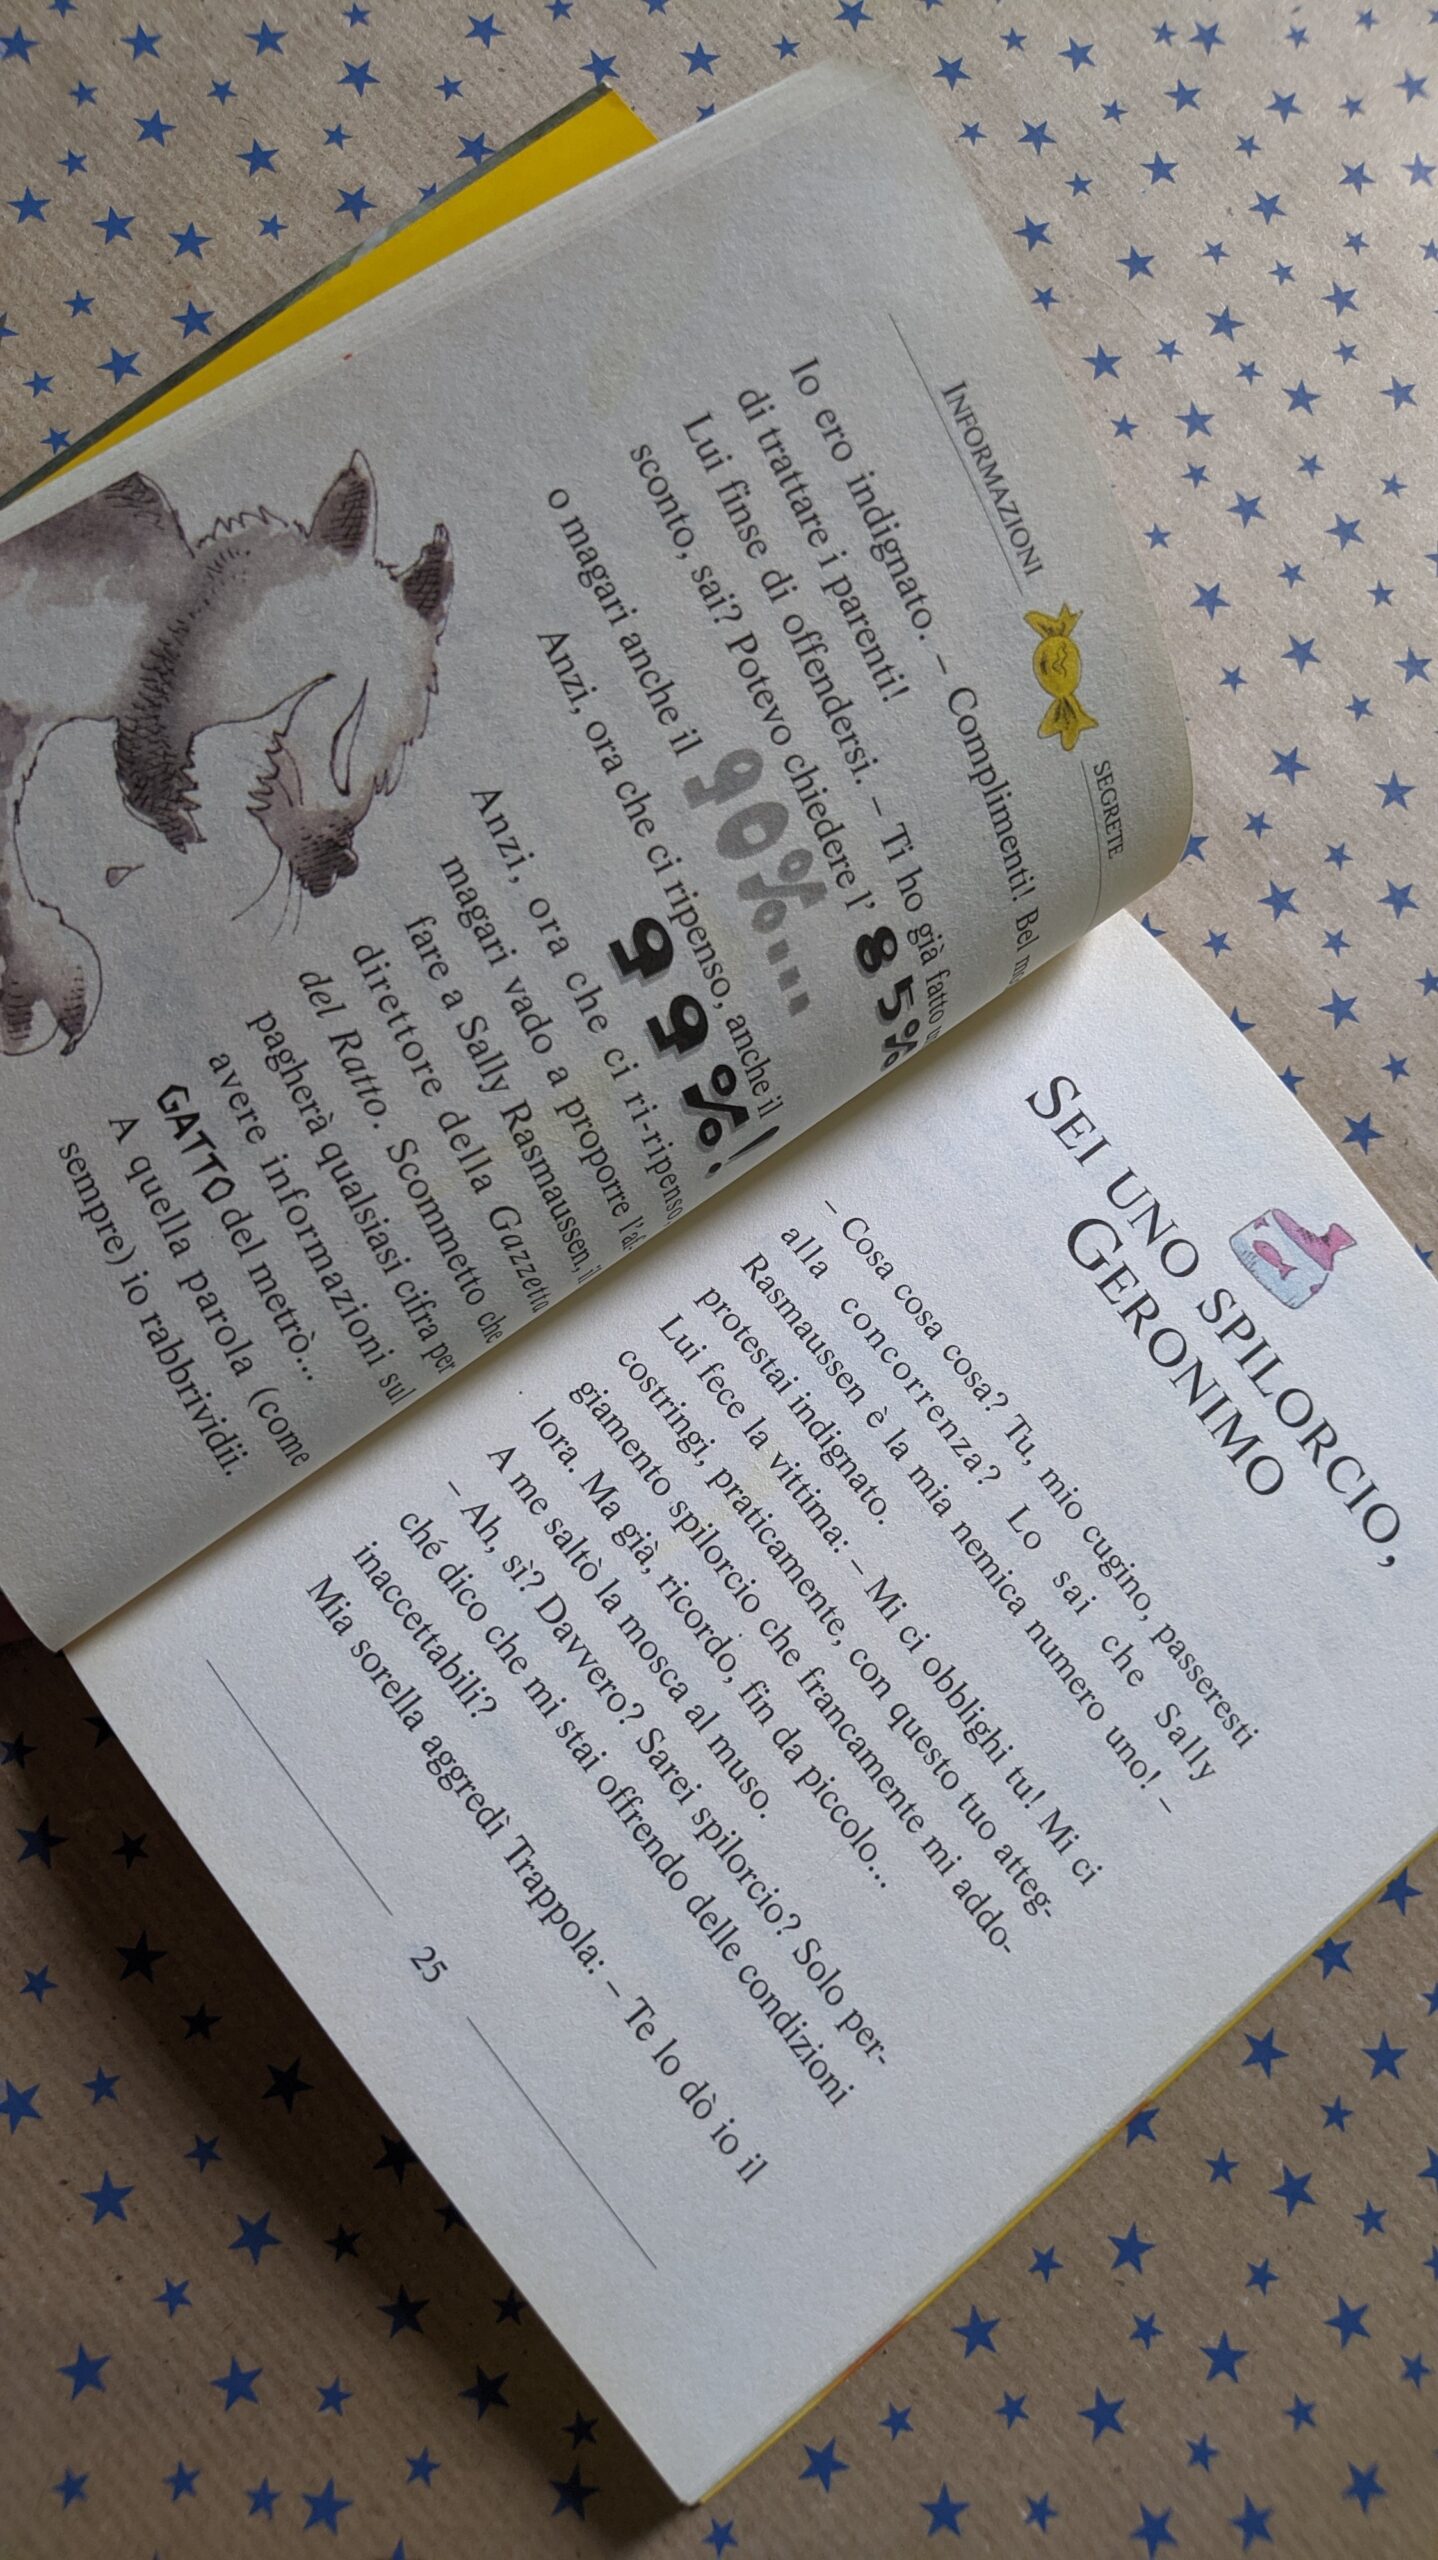 INFORMAZIONI SEGRETE
Io ero indignato. – Complimenti! Bel
di trattare i parenti!
Lui finse di offendersi. – Ti ho già fatto
sconto, sai? Potevo chiedere l' 85%
o magari anche il 90%...
Anzi, ora che ci ripenso, anche il
99%!
Anzi, ora che ci ri-ripenso,
magari vado a proporre l'af-
fare a Sally Rasmaussen, il
direttore della Gazzetta
del Ratto. Scommetto che
pagherà qualsiasi cifra per
avere informazioni sul
GATTO del metrò...
A quella parola (come
sempre) io rabbrividii.
SEI UNO SPILORCIO,
GERONIMO
– Cosa cosa cosa? Tu, mio cugino, passeresti
alla concorrenza? Lo sai che Sally
Rasmaussen è la mia nemica numero uno! –
protestai indignato.
Lui fece la vittima: – Mi ci obblighi tu! Mi ci
costringi, praticamente, con questo tuo atteg-
giamento spilorcio che francamente mi addo-
lora. Ma già, ricordo, fin da piccolo...
A me saltò la mosca al muso.
– Ah, sì? Davvero? Sarei spilorcio? Solo per-
ché dico che mi stai offrendo delle condizioni
inaccettabili?
Mia sorella aggredì Trappola: – Te lo dò io il
25